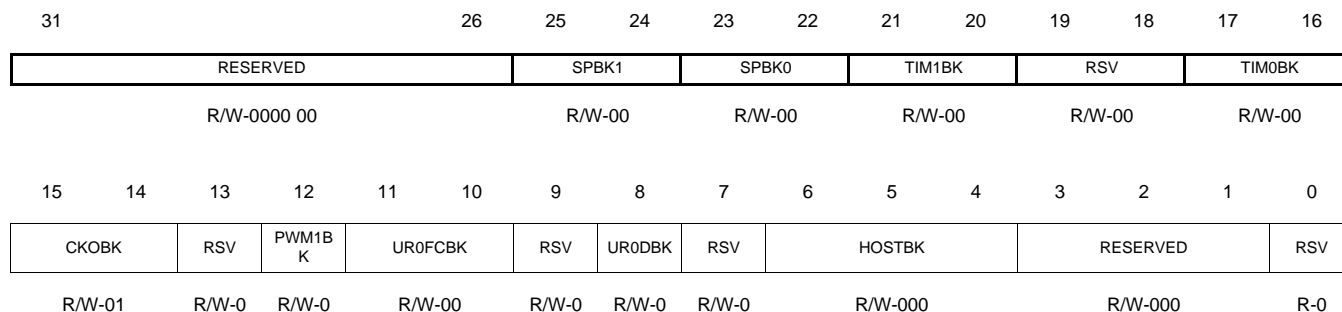 31 26 25 24 23 22 21 20 19 18 17 16
RESERVED SPBK1 SPBK0 TIM1BK RSV TIM0BK
R/W-0000 00 R/W-00 R/W-00 R/W-00 R/W-00 R/W-00
15 14 13 12 11 10 9 8 7 6 5 4 3 2 1 0
CKOBK RSV PWM1B UR0FCBK RSV UR0DBK RSV HOSTBK RESERVED RSV
K
R/W-01 R/W-0 R/W-0 R/W-00 R/W-0 R/W-0 R/W-0 R/W-000 R/W-000 R-0